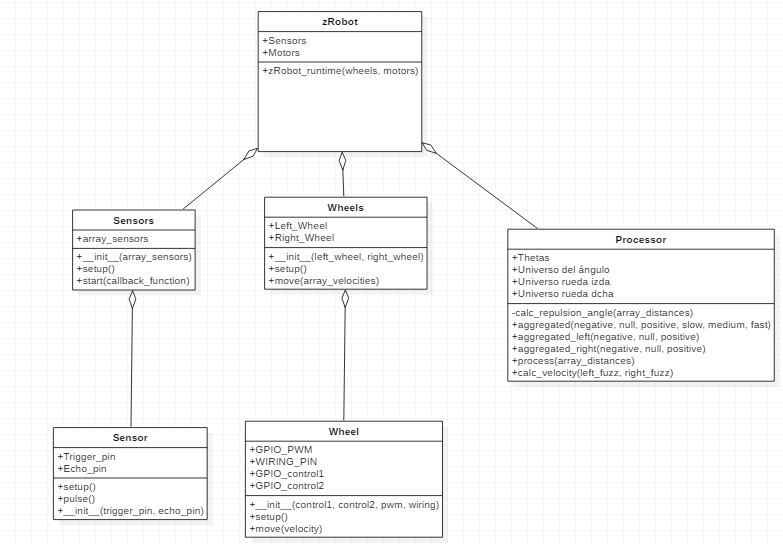 zRobot
+Sensors
+Motors
+zRobot_runtime(wheels, motors)
Sensors
+array_sensors
+__init__(array_sensors)
+setup()
+start(callback_function)
Wheels
+Left_Wheel
+Right_Wheel
+__init__(left_wheel, right_wheel)
+setup()
+move(array_velocities)
Processor
+Thetas
+Universo del ángulo
+Universo rueda izda
+Universo rueda dcha
-calc_repulsion_angle(array_distances)
+aggregated(negative, null, positive, slow, medium, fast)
+aggregated_left(negative, null, positive)
+aggregated_right(negative, null, positive)
+process(array_distances)
+calc_velocity(left_fuzz, right_fuzz)
Sensor
+Trigger_pin
+Echo_pin
+setup()
+pulse()
+__init__(trigger_pin, echo_pin)
Wheel
+GPIO_PWM
+WIRING_PIN
+GPIO_control1
+GPIO_control2
+__init__(control1, control2, pwm, wiring)
+setup()
+move(velocity)